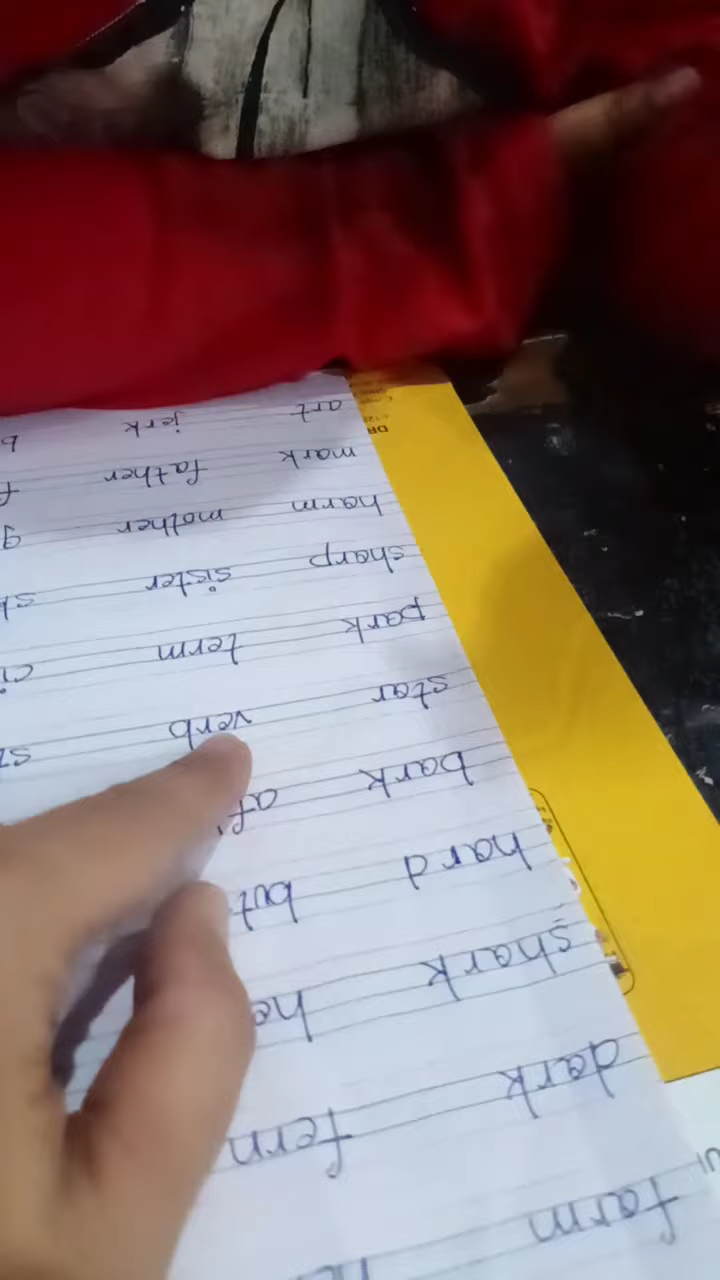 farm
dark fern
shark
hard
bark
star verb
park term
sharp sister
harm mother
mark father
art jerk